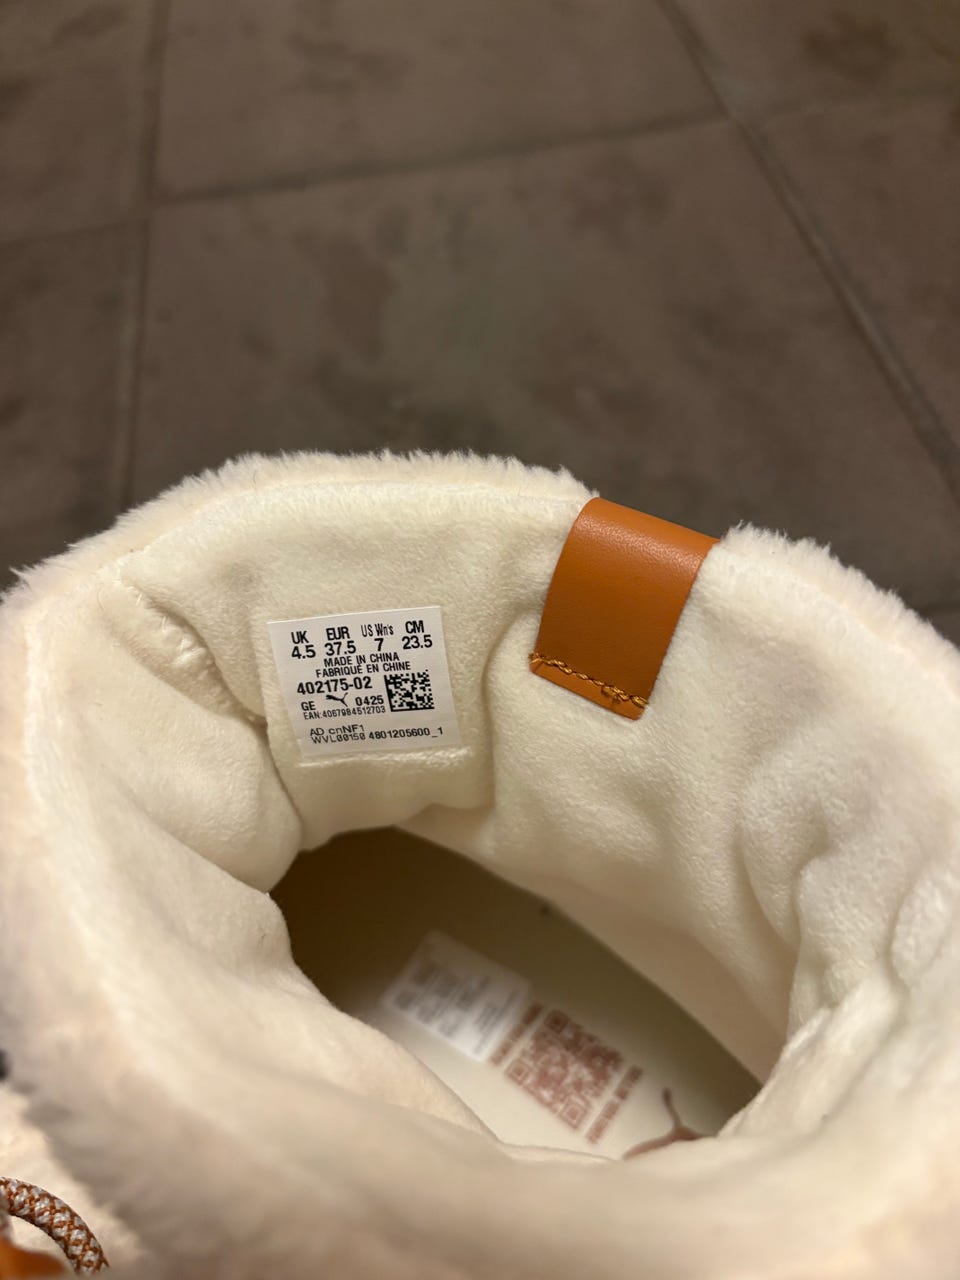 UK EUR US Wn's CM
4.5 37.5 7 23.5
MADE IN CHINA
FABRIQUÉ EN CHINE
402175-02
GE 0425
EAN:4067984512703
AD cnNF1
WVL00150 4801205600_1